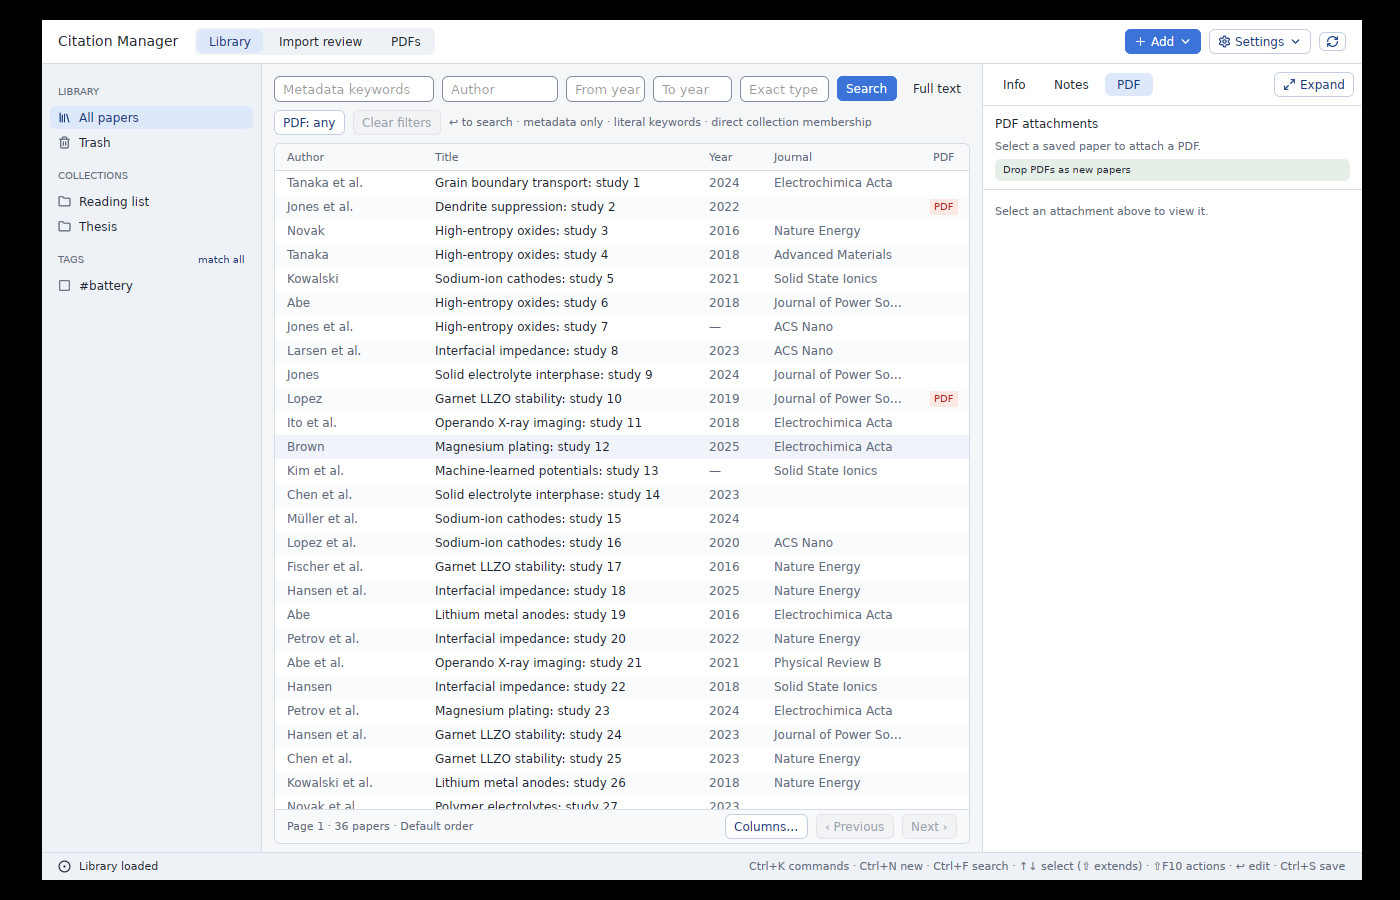 Citation Manager Library Import review PDFs + Add Settings
LIBRARY
All papers
Trash
COLLECTIONS
Reading list
Thesis
TAGS match all
#battery
Metadata keywords Author From year To year Exact type Search Full text
PDF: any Clear filters ↩ to search · metadata only · literal keywords · direct collection membership
Author Title Year Journal PDF
Tanaka et al. Grain boundary transport: study 1 2024 Electrochimica Acta
Jones et al. Dendrite suppression: study 2 2022 PDF
Novak High-entropy oxides: study 3 2016 Nature Energy
Tanaka High-entropy oxides: study 4 2018 Advanced Materials
Kowalski Sodium-ion cathodes: study 5 2021 Solid State Ionics
Abe High-entropy oxides: study 6 2018 Journal of Power So...
Jones et al. High-entropy oxides: study 7 — ACS Nano
Larsen et al. Interfacial impedance: study 8 2023 ACS Nano
Jones Solid electrolyte interphase: study 9 2024 Journal of Power So...
Lopez Garnet LLZO stability: study 10 2019 Journal of Power So... PDF
Ito et al. Operando X-ray imaging: study 11 2018 Electrochimica Acta
Brown Magnesium plating: study 12 2025 Electrochimica Acta
Kim et al. Machine-learned potentials: study 13 — Solid State Ionics
Chen et al. Solid electrolyte interphase: study 14 2023
Müller et al. Sodium-ion cathodes: study 15 2024
Lopez et al. Sodium-ion cathodes: study 16 2020 ACS Nano
Fischer et al. Garnet LLZO stability: study 17 2016 Nature Energy
Hansen et al. Interfacial impedance: study 18 2025 Nature Energy
Abe Lithium metal anodes: study 19 2016 Electrochimica Acta
Petrov et al. Interfacial impedance: study 20 2022 Nature Energy
Abe et al. Operando X-ray imaging: study 21 2021 Physical Review B
Hansen Interfacial impedance: study 22 2018 Solid State Ionics
Petrov et al. Magnesium plating: study 23 2024 Electrochimica Acta
Hansen et al. Garnet LLZO stability: study 24 2023 Journal of Power So...
Chen et al. Garnet LLZO stability: study 25 2023 Nature Energy
Kowalski et al. Lithium metal anodes: study 26 2018 Nature Energy
Novak et al. Polymer electrolytes: study 27 2023
Page 1 · 36 papers · Default order Columns... ‹ Previous Next ›
Info Notes PDF Expand
PDF attachments
Select a saved paper to attach a PDF.
Drop PDFs as new papers
Select an attachment above to view it.
Library loaded Ctrl+K commands · Ctrl+N new · Ctrl+F search · ↑↓ select (⇧ extends) · ⇧F10 actions · ↩ edit · Ctrl+S save